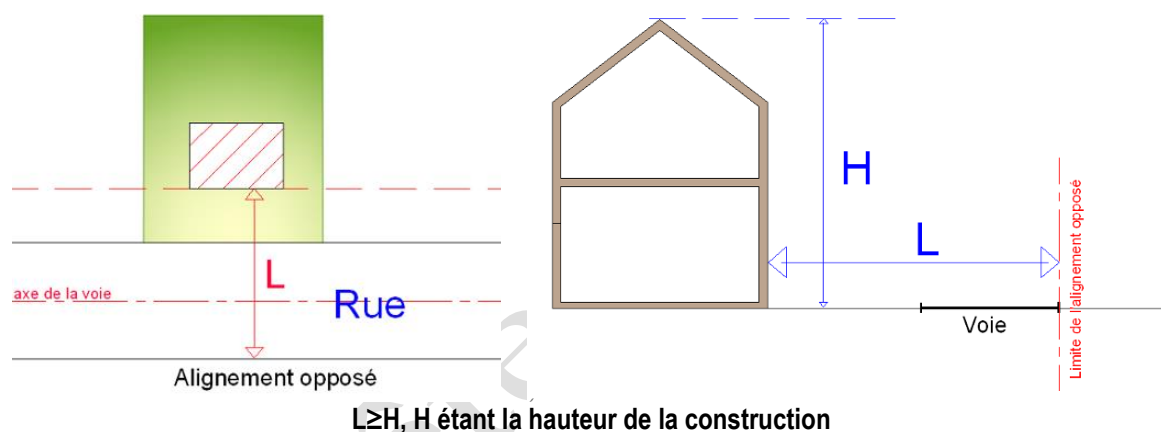 L
axe de la voie
Rue
Alignement opposé
H
L
Voie
Limite de l'alignement opposé
L≥H, H étant la hauteur de la construction